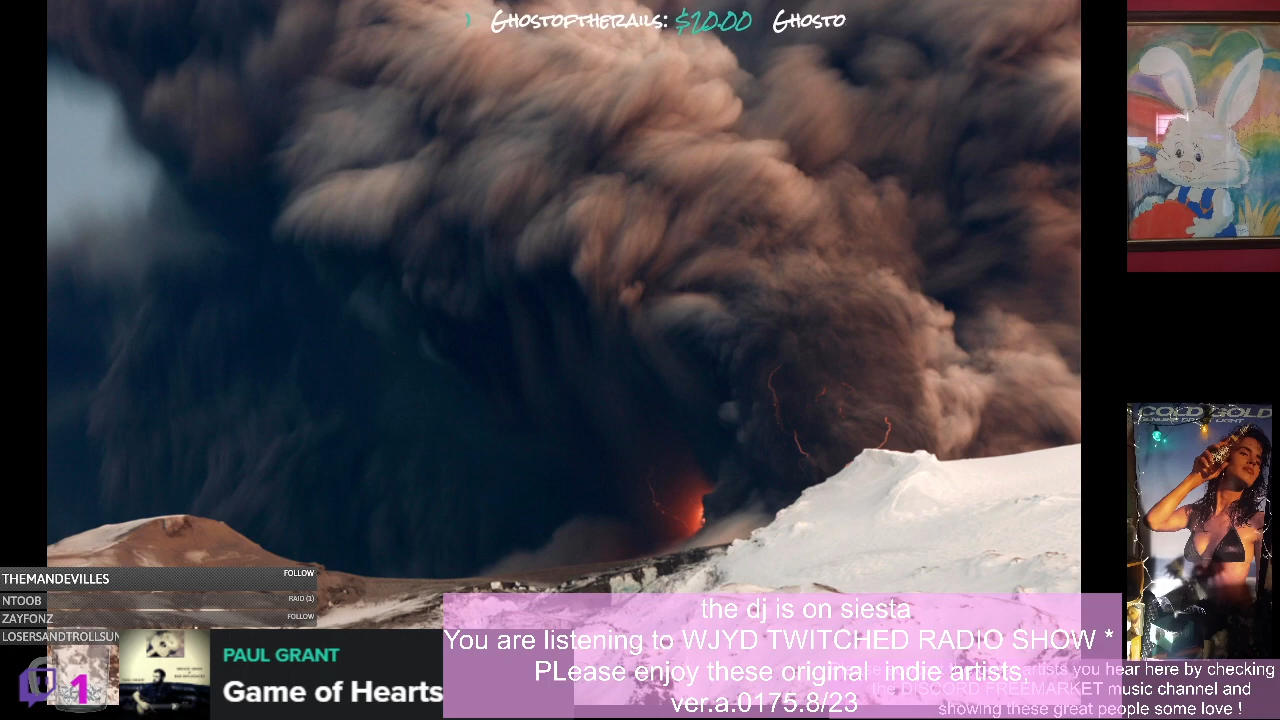 Ghostoftherails: $20.00 Ghosto
COLD GOLD
THEMANDEVILLES FOLLOW
NTOOB RAID (1)
ZAYFONZ FOLLOW
LOSERSANDTROLLSUN
1
PAUL GRANT
Game of Hearts
the dj is on siesta
You are listening to WJYD TWITCHED RADIO SHOW *
PLease enjoy these original Indie artists.
ver.a.0175.8/23
artists you hear here by checking
the DISCORD FREEMARKET music channel and
showing these great people some love !